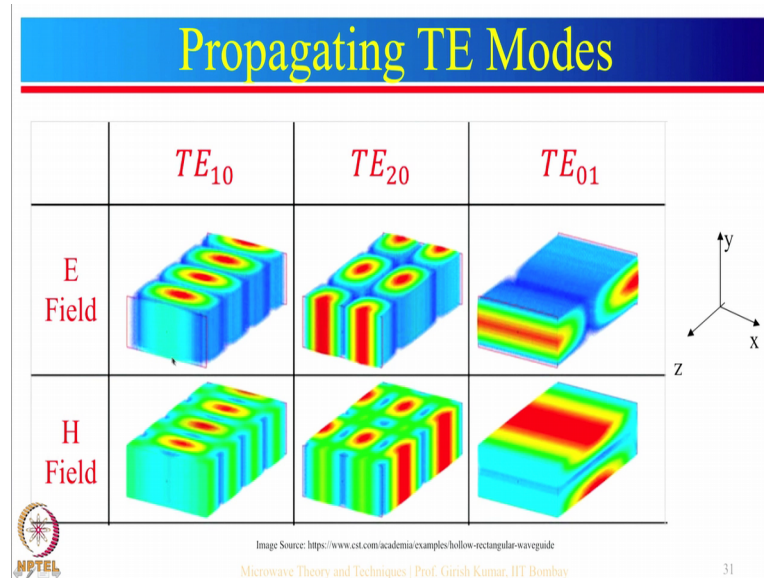 Propagating TE Modes
TE₁₀ TE₂₀ TE₀₁
E
Field
y
x
z
H
Field
Image Source: https://www.cst.com/academia/examples/hollow-rectangular-waveguide
NPTEL
Microwave Theory and Techniques | Prof. Girish Kumar, IIT Bombay
31